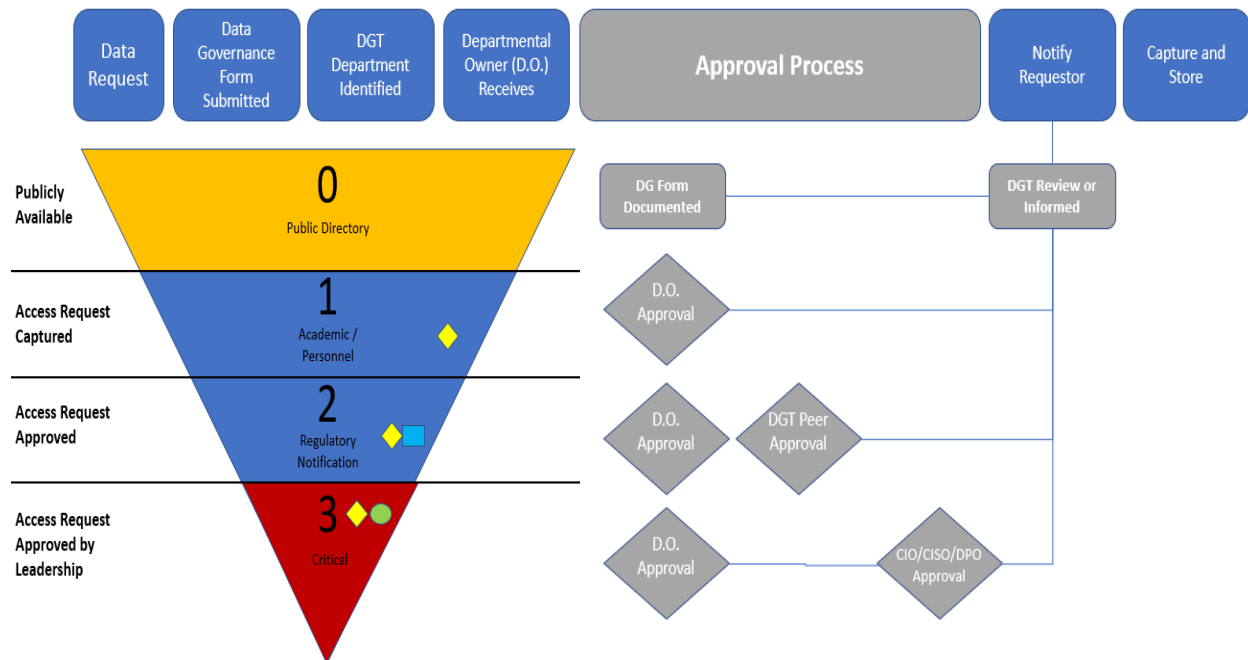 Data
Request
Data
Governance
Form
Submitted
DGT
Department
Identified
Departmental
Owner (D.O.)
Receives
Approval Process
Notify
Requestor
Capture and
Store
Publicly
Available
0
Public Directory
DG Form
Documented
DGT Review or
Informed
Access Request
Captured
1
Academic /
Personnel
D.O.
Approval
Access Request
Approved
2
Regulatory
Notification
D.O.
Approval
DGT Peer
Approval
Access Request
Approved by
Leadership
3
Critical
D.O.
Approval
CIO/CISO/DPO
Approval